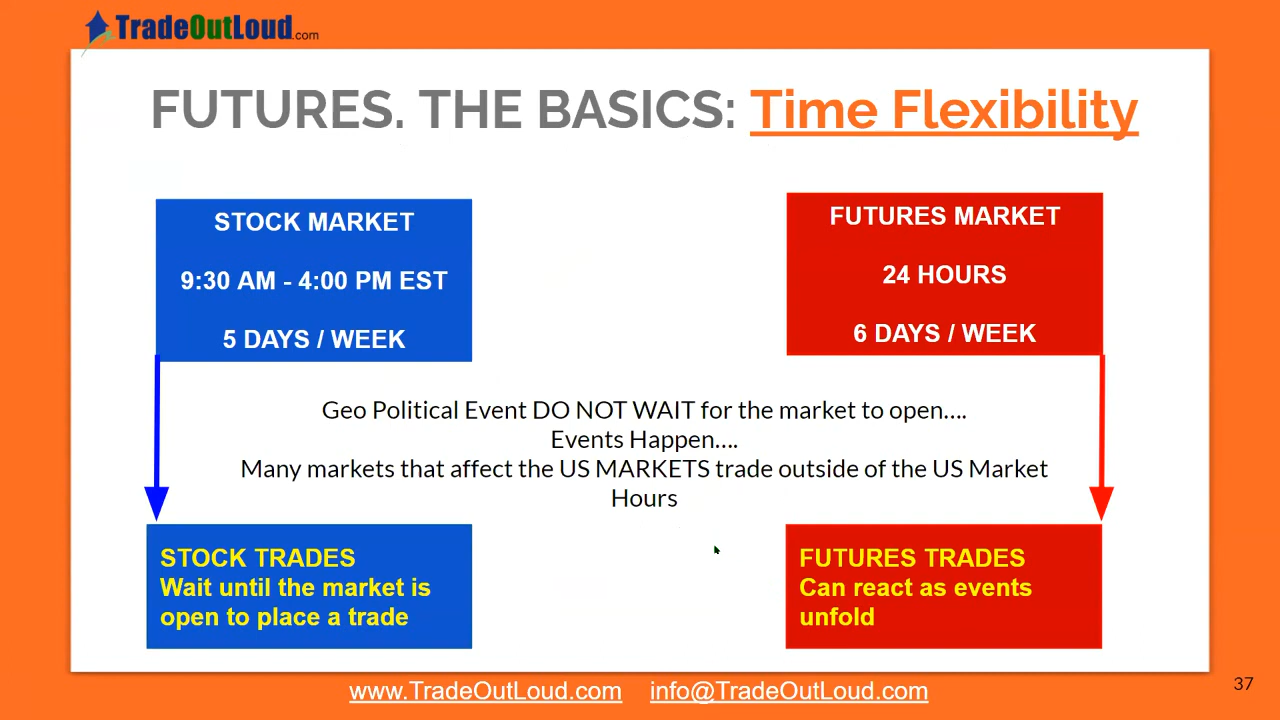 TradeOutLoud.com
FUTURES. THE BASICS: Time Flexibility
STOCK MARKET
9:30 AM - 4:00 PM EST
5 DAYS / WEEK
FUTURES MARKET
24 HOURS
6 DAYS / WEEK
Geo Political Event DO NOT WAIT for the market to open....
Events Happen....
Many markets that affect the US MARKETS trade outside of the US Market
Hours
STOCK TRADES
Wait until the market is
open to place a trade
FUTURES TRADES
Can react as events
unfold
www.TradeOutLoud.com info@TradeOutLoud.com
37